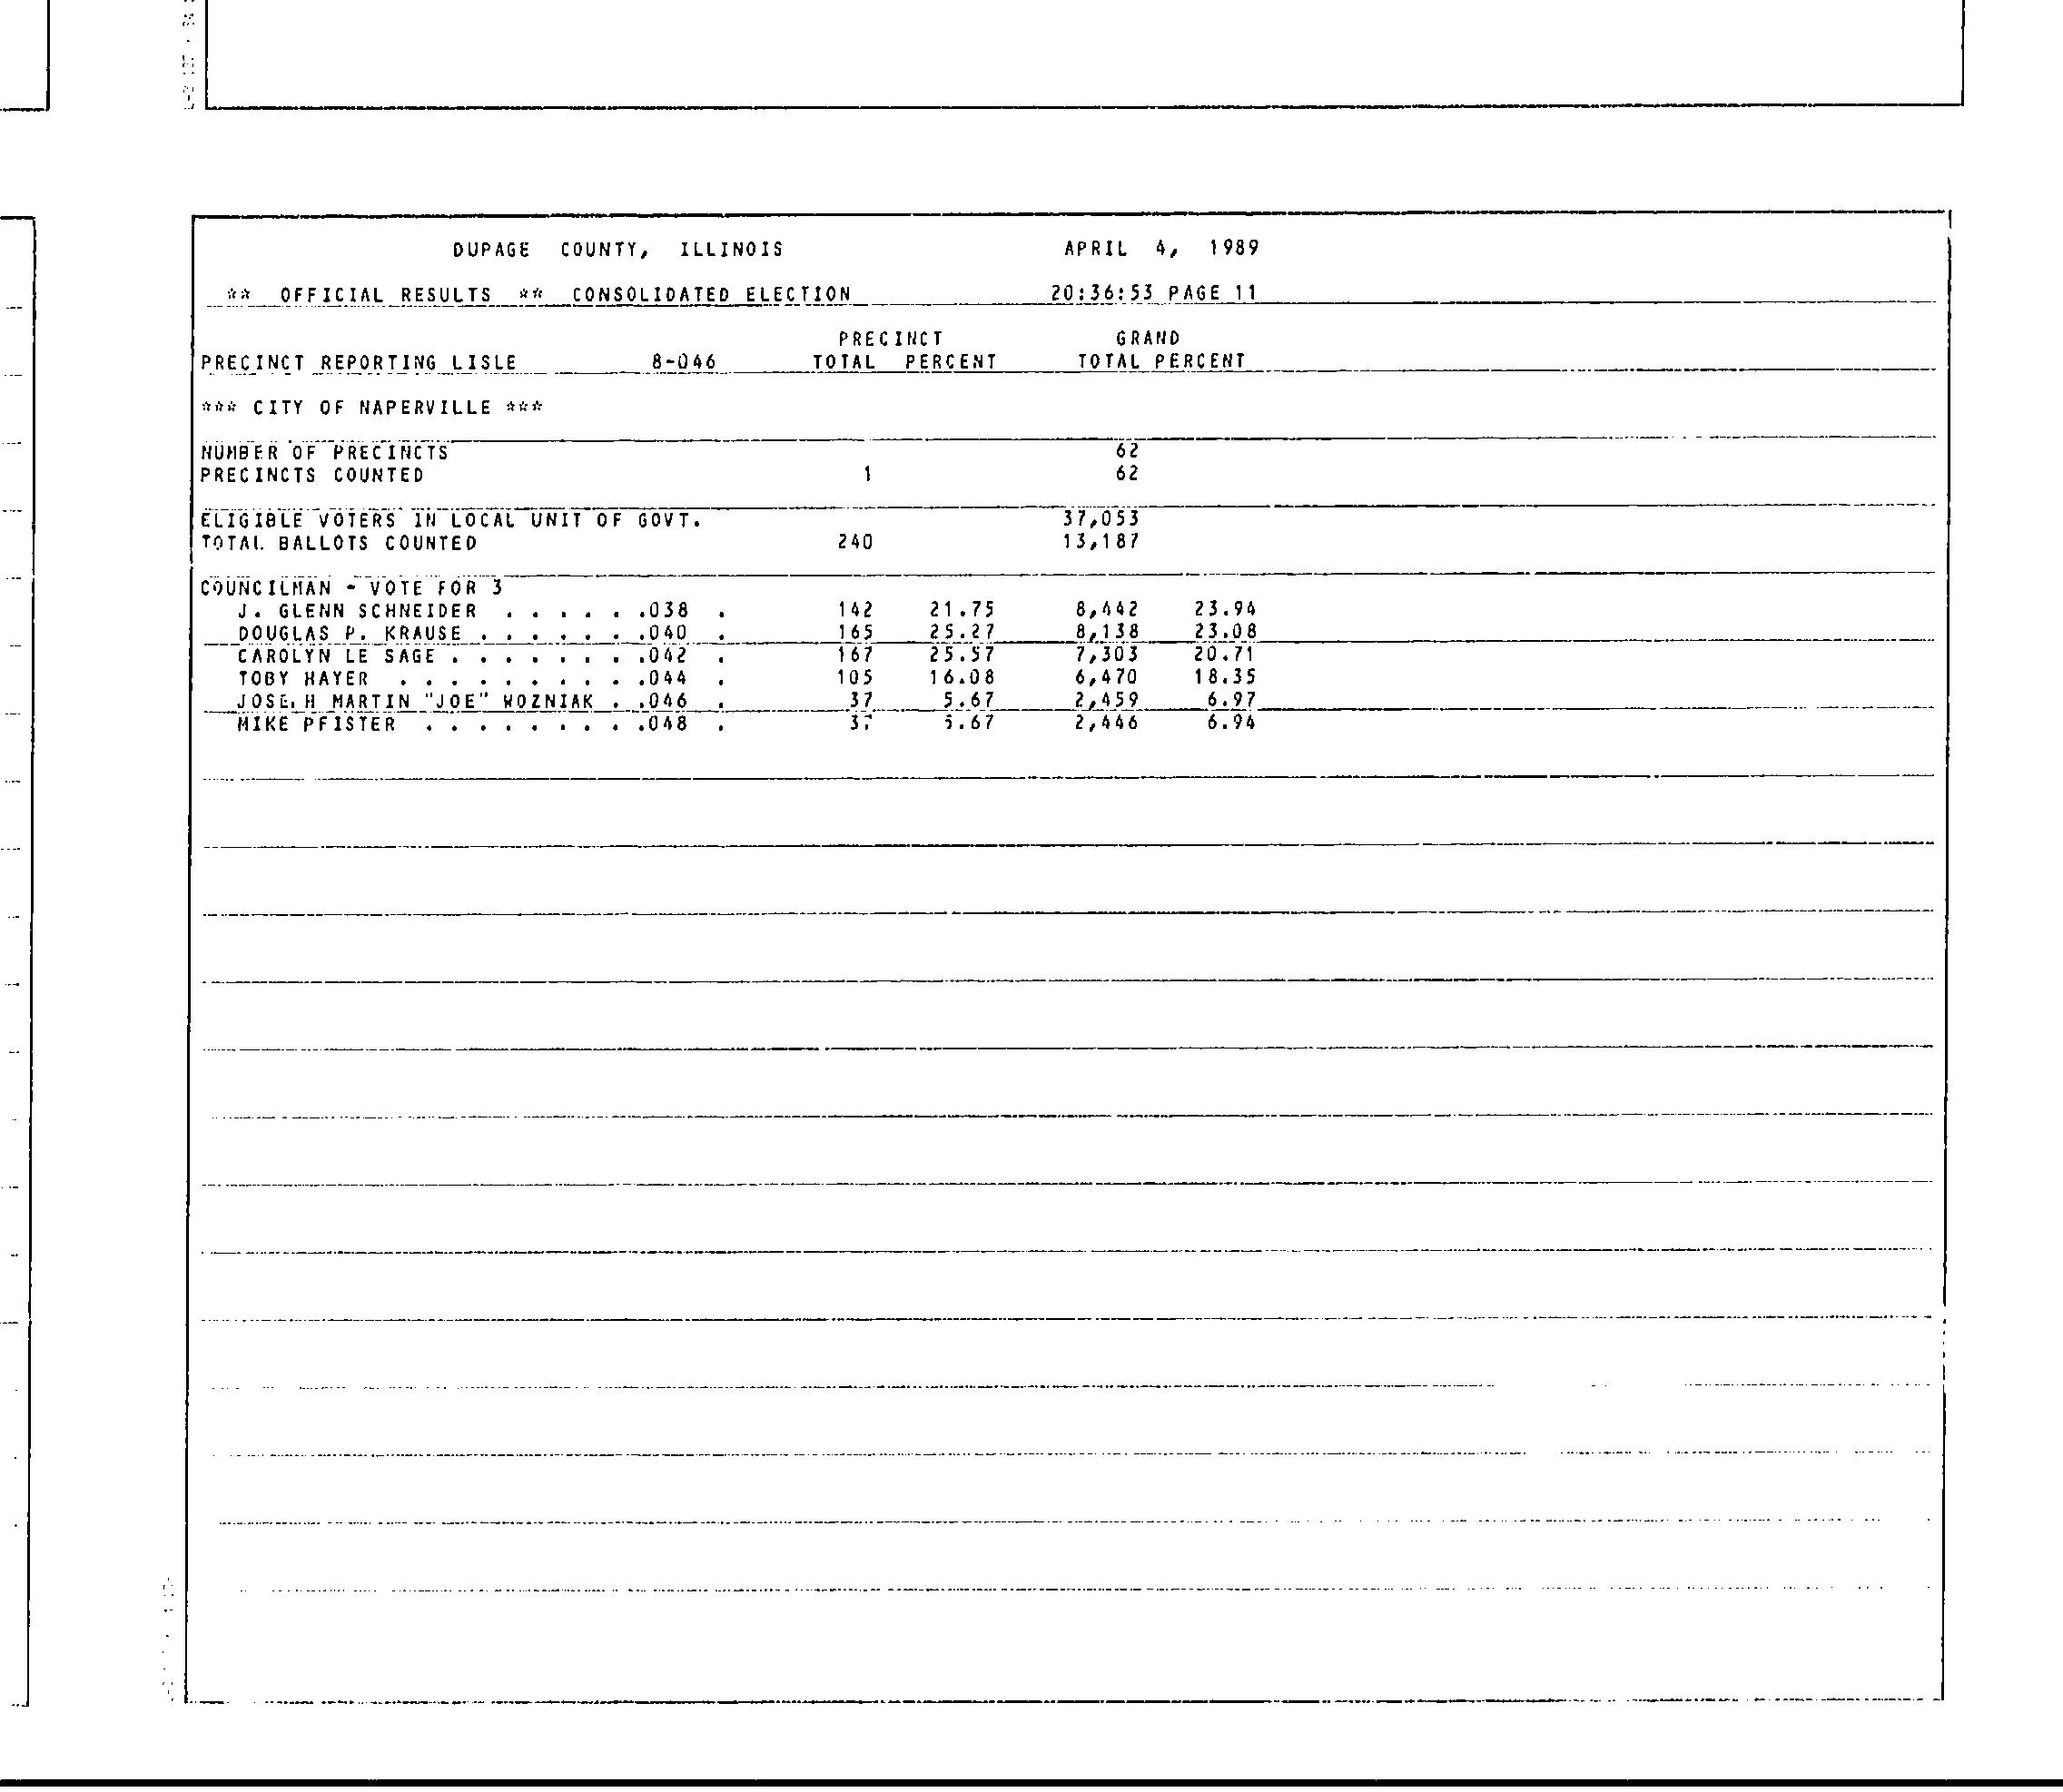 DUPAGE COUNTY, ILLINOIS APRIL 4, 1989
** OFFICIAL RESULTS ** CONSOLIDATED ELECTION 20:36:53 PAGE 11
PRECINCT GRAND
PRECINCT REPORTING LISLE 8-046 TOTAL PERCENT TOTAL PERCENT
*** CITY OF NAPERVILLE ***
NUMBER OF PRECINCTS 62
PRECINCTS COUNTED 1 62
ELIGIBLE VOTERS IN LOCAL UNIT OF GOVT. 37,053
TOTAL BALLOTS COUNTED 240 13,187
COUNCILMAN - VOTE FOR 3
J. GLENN SCHNEIDER . . . . . .038 . 142 21.75 8,442 23.94
DOUGLAS P. KRAUSE . . . . . . .040 . 165 25.27 8,138 23.08
CAROLYN LE SAGE . . . . . . . .042 . 167 25.57 7,303 20.71
TOBY HAYER . . . . . . . . . .044 . 105 16.08 6,470 18.35
JOSEPH MARTIN "JOE" WOZNIAK . .046 . 37 5.67 2,459 6.97
MIKE PFISTER . . . . . . . . .048 . 37 5.67 2,446 6.94